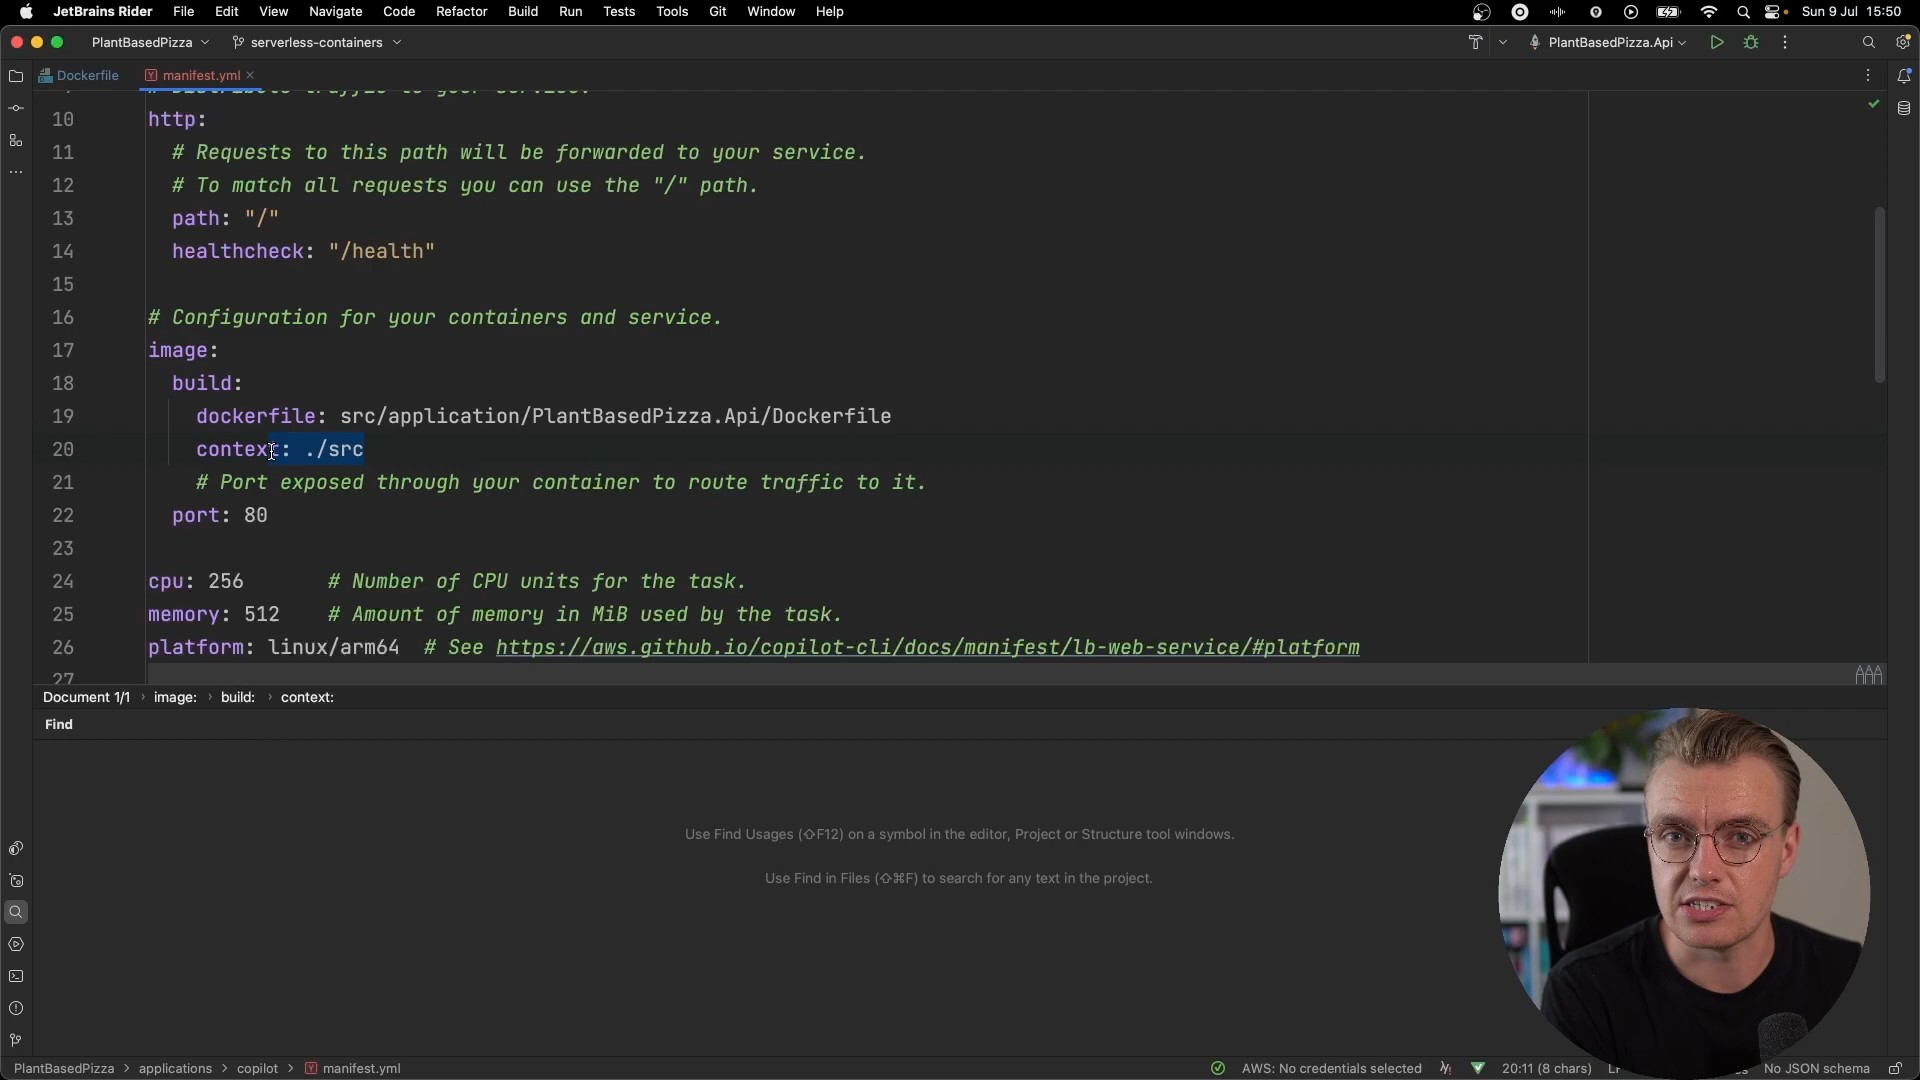 JetBrains Rider File Edit View Navigate Code Refactor Build Run Tests Tools Git Window Help Sun 9 Jul 15:50
PlantBasedPizza serverless-containers PlantBasedPizza.Api
Dockerfile manifest.yml
10 http:
11 # Requests to this path will be forwarded to your service.
12 # To match all requests you can use the "/" path.
13 path: "/"
14 healthcheck: "/health"
15
16 # Configuration for your containers and service.
17 image:
18 build:
19 dockerfile: src/application/PlantBasedPizza.Api/Dockerfile
20 context: ./src
21 # Port exposed through your container to route traffic to it.
22 port: 80
23
24 cpu: 256 # Number of CPU units for the task.
25 memory: 512 # Amount of memory in MiB used by the task.
26 platform: linux/arm64 # See https://aws.github.io/copilot-cli/docs/manifest/lb-web-service/#platform
27
Document 1/1 › image: › build: › context:
Find
Use Find Usages (⇧F12) on a symbol in the editor, Project or Structure tool windows.
Use Find in Files (⇧⌘F) to search for any text in the project.
PlantBasedPizza › applications › copilot › manifest.yml AWS: No credentials selected 20:11 (8 chars) No JSON schema